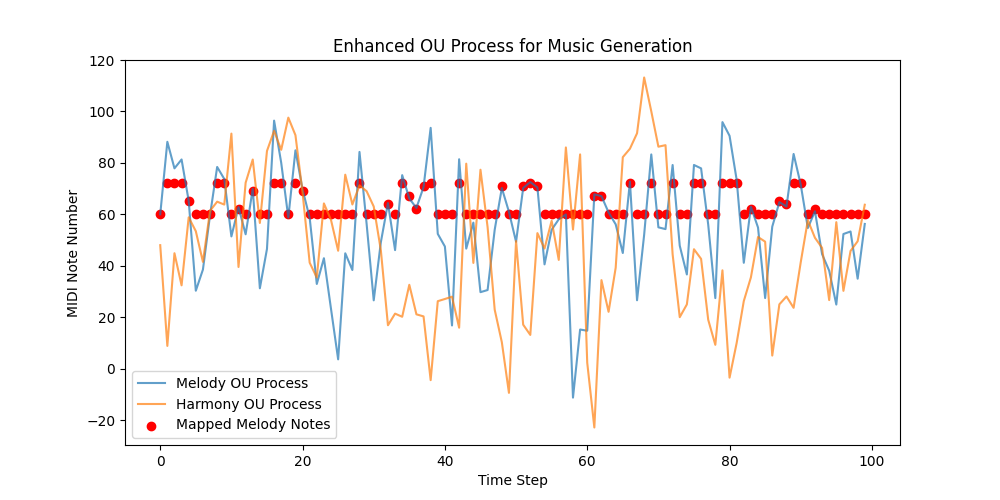 Enhanced OU Process for Music Generation
MIDI Note Number
120
100
80
60
40
20
0
−20
Melody OU Process
Harmony OU Process
Mapped Melody Notes
0 20 40 60 80 100
Time Step